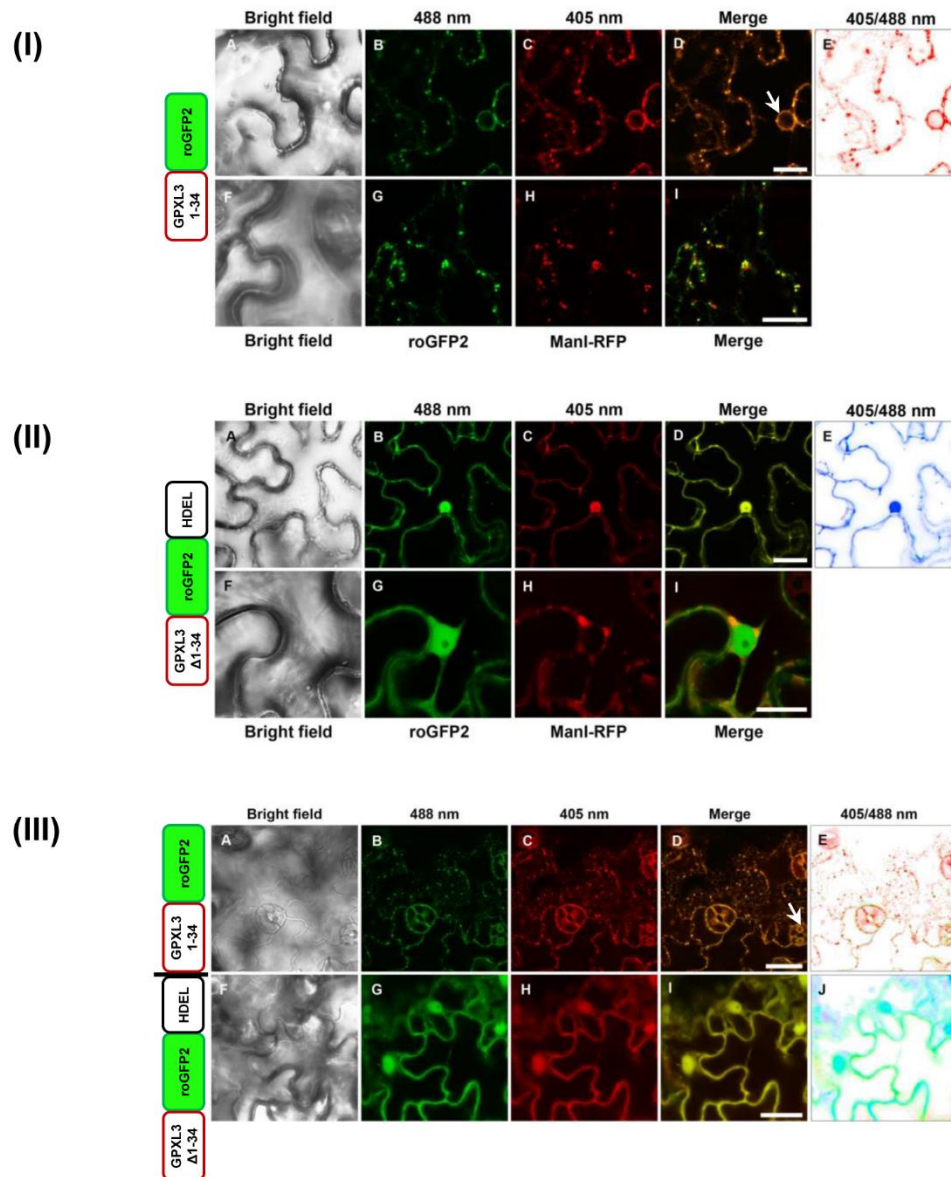 (I)
Bright field 488 nm 405 nm Merge 405/488 nm
A B C D E
roGFP2
GPXL3
1-34
F G H I
Bright field roGFP2 ManI-RFP Merge
(II)
Bright field 488 nm 405 nm Merge 405/488 nm
A B C D E
HDEL
roGFP2
GPXL3
Δ1-34
F G H I
Bright field roGFP2 ManI-RFP Merge
(III)
Bright field 488 nm 405 nm Merge 405/488 nm
A B C D E
roGFP2
GPXL3
1-34
F G H I J
HDEL
roGFP2
GPXL3
Δ1-34